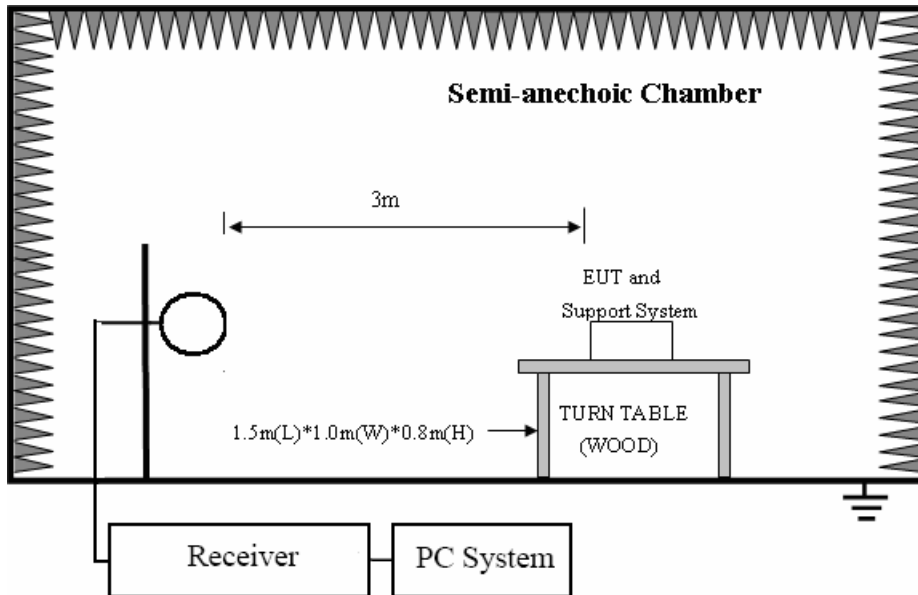 Semi-anechoic Chamber
3m
EUT and
Support System
1.5m(L)*1.0m(W)*0.8m(H)
TURN TABLE
(WOOD)
Receiver
PC System